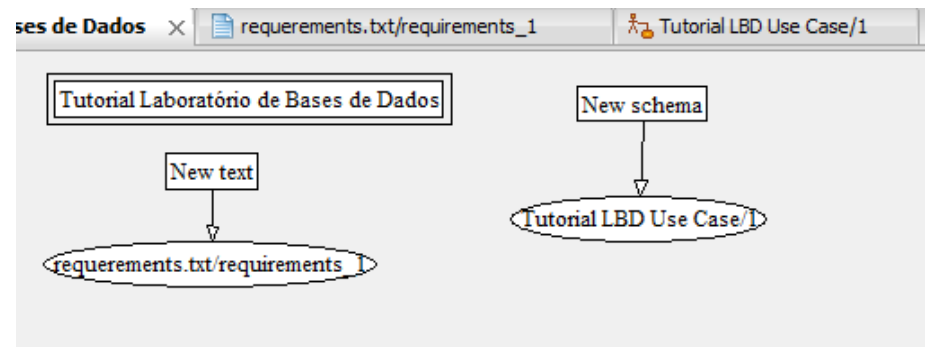 ses de Dados
requerements.txt/requirements_1
Tutorial LBD Use Case/1
Tutorial Laboratório de Bases de Dados
New schema
New text
Tutorial LBD Use Case/1
requerements.txt/requirements_1